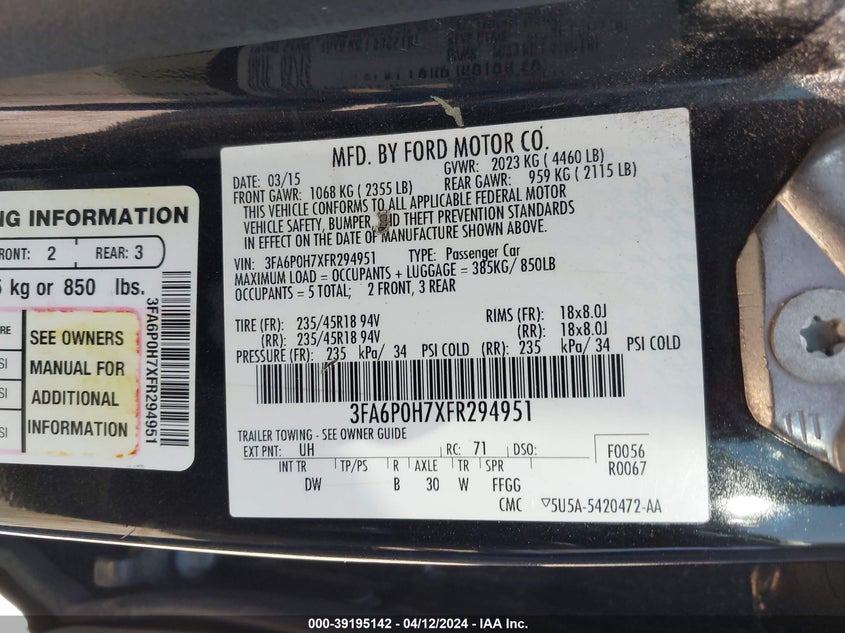 MFD. BY FORD MOTOR CO.
DATE: 03/15 GVWR: 2023 KG ( 4460 LB)
FRONT GAWR: 1068 KG ( 2355 LB) REAR GAWR: 959 KG ( 2115 LB)
THIS VEHICLE CONFORMS TO ALL APPLICABLE FEDERAL MOTOR
VEHICLE SAFETY, BUMPER AND THEFT PREVENTION STANDARDS
IN EFFECT ON THE DATE OF MANUFACTURE SHOWN ABOVE.
VIN: 3FA6P0H7XFR294951 TYPE: Passenger Car
MAXIMUM LOAD = OCCUPANTS + LUGGAGE = 385KG/ 850LB
OCCUPANTS = 5 TOTAL; 2 FRONT, 3 REAR
TIRE (FR): 235/45R18 94V RIMS (FR): 18x8.0J
(RR): 235/45R18 94V (RR): 18x8.0J
PRESSURE (FR): 235 kPa/ 34 PSI COLD (RR): 235 kPa/ 34 PSI COLD
3FA6P0H7XFR294951
TRAILER TOWING - SEE OWNER GUIDE
EXT PNT: UH RC: 71 DSO:
F0056
R0067
INT TR TP/PS R AXLE TR SPR
DW B 30 W FFGG
CMC ▽5U5A-5420472-AA
NG INFORMATION
RONT: 2 REAR: 3
5 kg or 850 lbs.
RE
SI
SI
SI
SEE OWNERS
MANUAL FOR
ADDITIONAL
INFORMATION
3FA6P0H7XFR294951
000-39195142 - 04/12/2024 - IAA Inc.